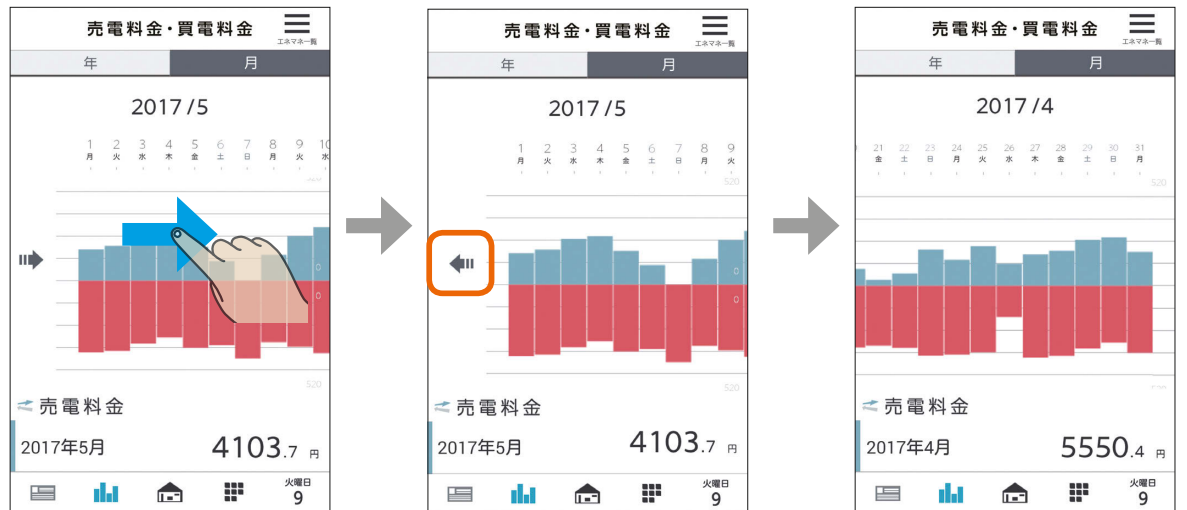 売電料金・買電料金
エネマネ一覧
年 月
2017/5
1 2 3 4 5 6 7 8 9 10
月 火 水 木 金 土 日 月 火 水
0
0
520
売電料金
2017年5月 4103.7 円
火曜日
9
売電料金・買電料金
エネマネ一覧
年 月
2017/5
1 2 3 4 5 6 7 8 9
月 火 水 木 金 土 日 月 火
520
0
0
520
売電料金
2017年5月 4103.7 円
火曜日
9
売電料金・買電料金
エネマネ一覧
年 月
2017/4
21 22 23 24 25 26 27 28 29 30 31
金 土 日 月 火 水 木 金 土 日 月
520
売電料金
2017年4月 5550.4 円
火曜日
9